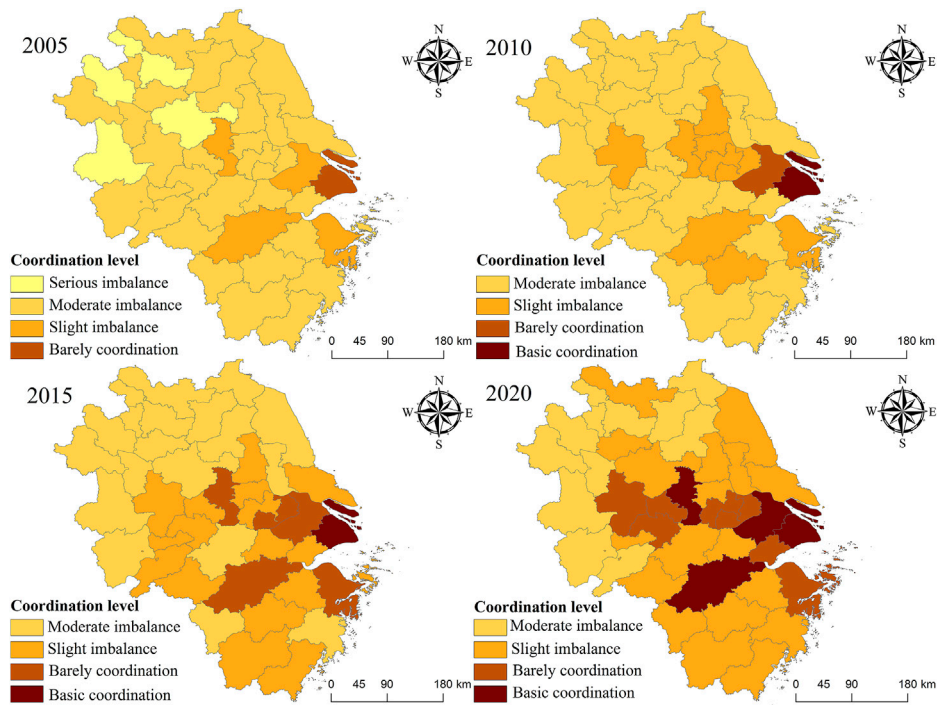 2005
N
W E
S
Coordination level
Serious imbalance
Moderate imbalance
Slight imbalance
Barely coordination
0 45 90 180 km
2010
N
W E
S
Coordination level
Moderate imbalance
Slight imbalance
Barely coordination
Basic coordination
0 45 90 180 km
2015
N
W E
S
Coordination level
Moderate imbalance
Slight imbalance
Barely coordination
Basic coordination
0 45 90 180 km
2020
N
W E
S
Coordination level
Moderate imbalance
Slight imbalance
Barely coordination
Basic coordination
0 45 90 180 km